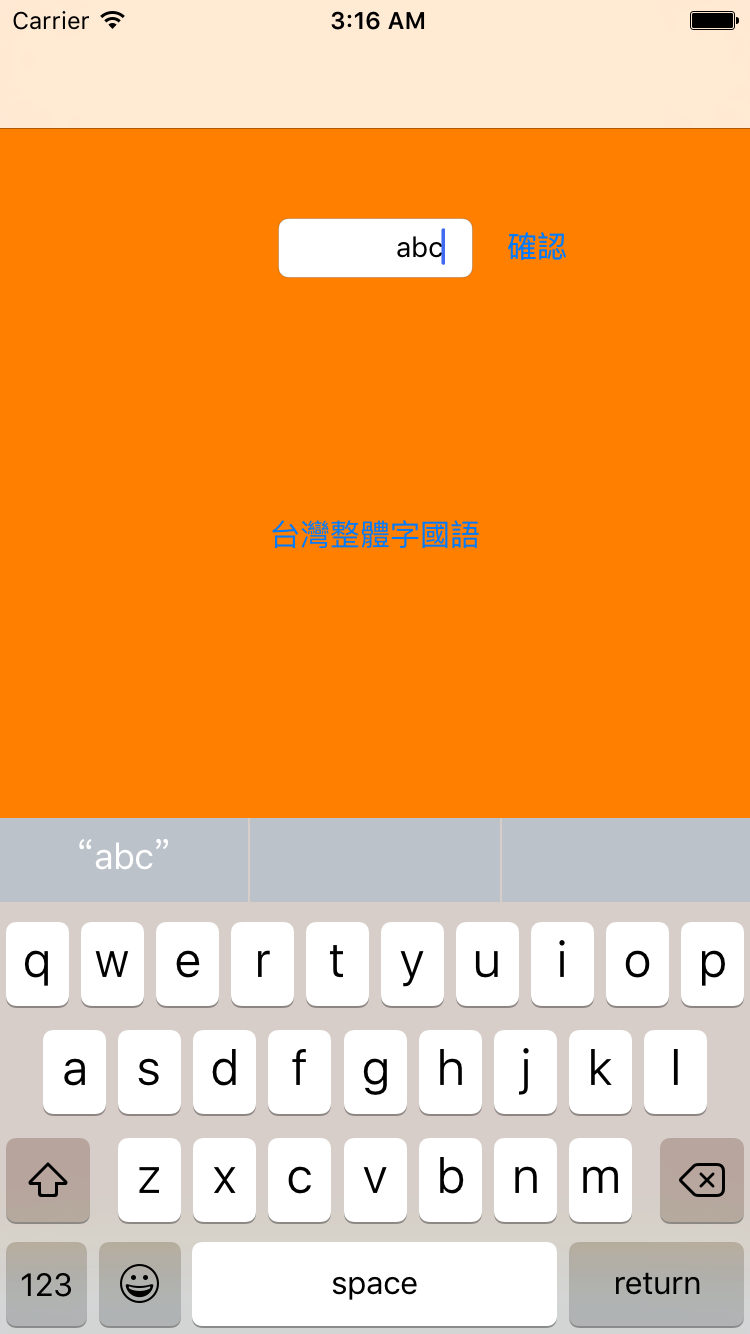 Carrier 3:16 AM
abc 確認
台灣整體字國語
“abc”
q w e r t y u i o p
a s d f g h j k l
z x c v b n m
123 space return